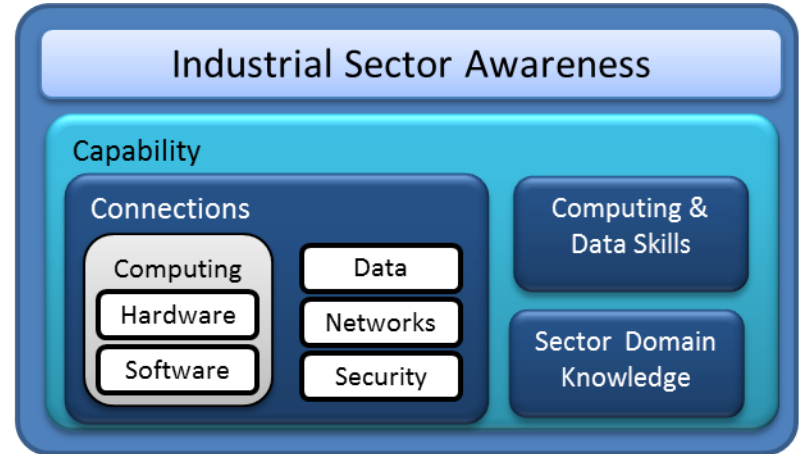 Industrial Sector Awareness
Capability
Connections
Computing
Hardware
Software
Data
Networks
Security
Computing &
Data Skills
Sector Domain
Knowledge